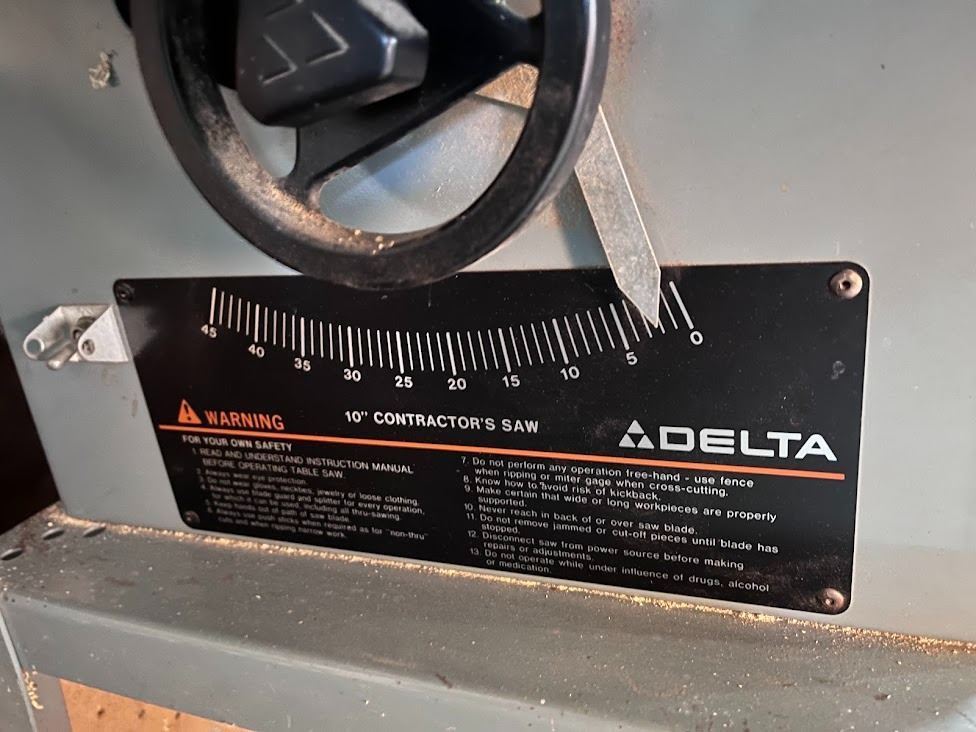 45 40 35 30 25 20 15 10 5 0
WARNING
10" CONTRACTOR'S SAW
DELTA
FOR YOUR OWN SAFETY
1. READ AND UNDERSTAND INSTRUCTION MANUAL
BEFORE OPERATING TABLE SAW.
2. Always wear eye protection.
3. Do not wear gloves, neckties, jewelry or loose clothing.
4. Always use blade guard and splitter for every operation,
for which it can be used, including all thru-sawing.
5. Keep hands out of path of saw blade.
6. Always use push sticks when required as for "non-thru"
cuts and when ripping narrow work.
7. Do not perform any operation free-hand - use fence
when ripping or miter gage when cross-cutting.
8. Know how to avoid risk of kickback.
9. Make certain that wide or long workpieces are properly
supported.
10. Never reach in back of or over saw blade.
11. Do not remove jammed or cut-off pieces until blade has
stopped.
12. Disconnect saw from power source before making
repairs or adjustments.
13. Do not operate while under influence of drugs, alcohol
or medication.